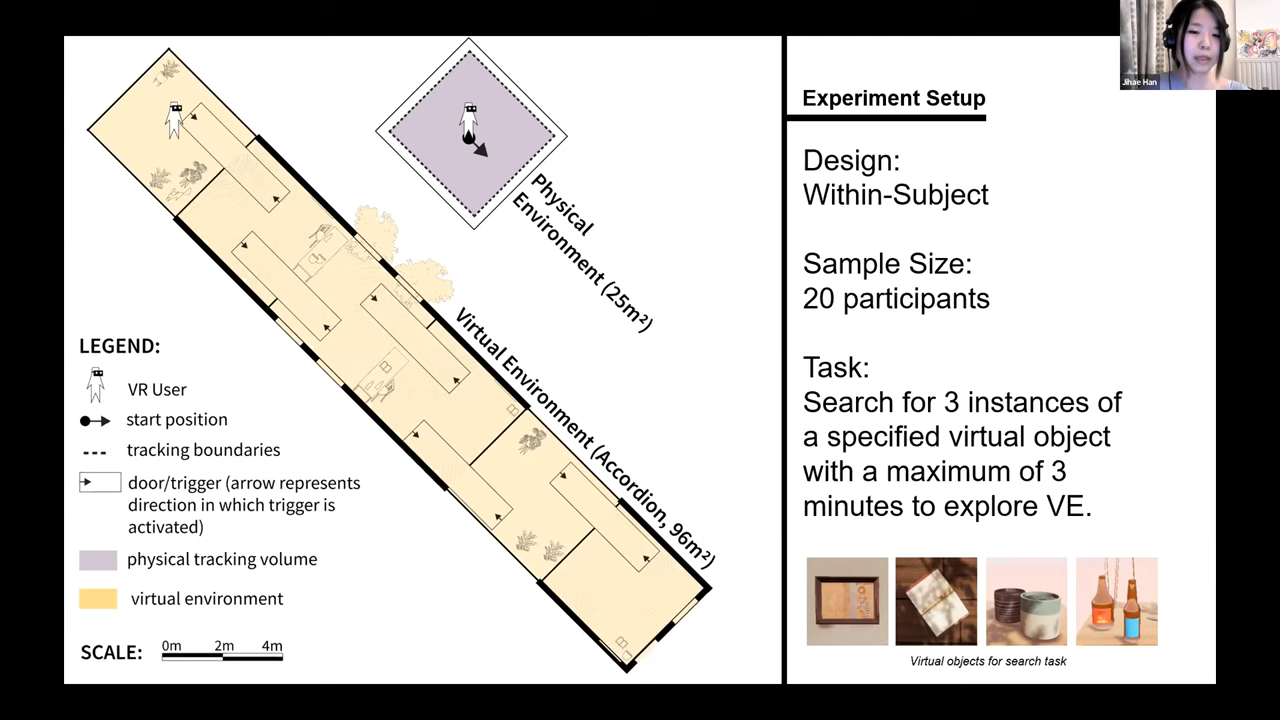 Jihae Han
Physical
Environment (25m²)
Virtual Environment (Accordion, 96m²)
LEGEND:
VR User
start position
tracking boundaries
door/trigger (arrow represents
direction in which trigger is
activated)
physical tracking volume
virtual environment
SCALE:
0m 2m 4m
Experiment Setup
Design:
Within-Subject
Sample Size:
20 participants
Task:
Search for 3 instances of
a specified virtual object
with a maximum of 3
minutes to explore VE.
Virtual objects for search task